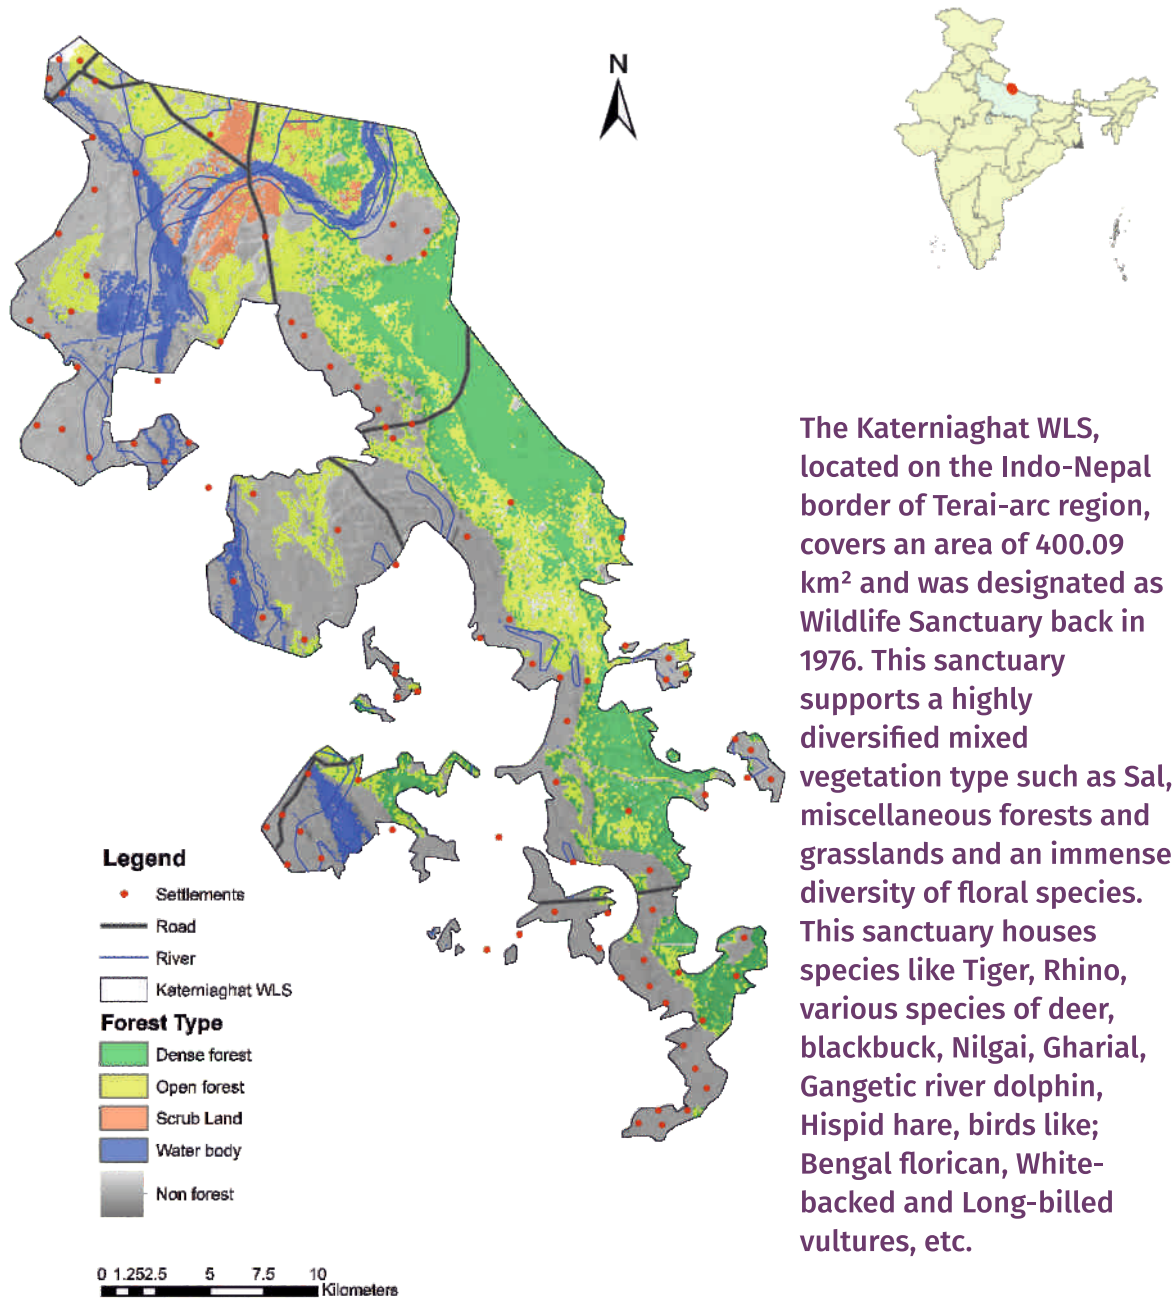 N
The Katerniaghat WLS,
located on the Indo-Nepal
border of Terai-arc region,
covers an area of 400.09
km² and was designated as
Wildlife Sanctuary back in
1976. This sanctuary
supports a highly
diversified mixed
vegetation type such as Sal,
miscellaneous forests and
grasslands and an immense
diversity of floral species.
This sanctuary houses
species like Tiger, Rhino,
various species of deer,
blackbuck, Nilgai, Gharial,
Gangetic river dolphin,
Hispid hare, birds like;
Bengal florican, White-
backed and Long-billed
vultures, etc.
Legend
Settlements
Road
River
Katerniaghat WLS
Forest Type
Dense forest
Open forest
Scrub Land
Water body
Non forest
0 1.252.5 5 7.5 10
Kilometers